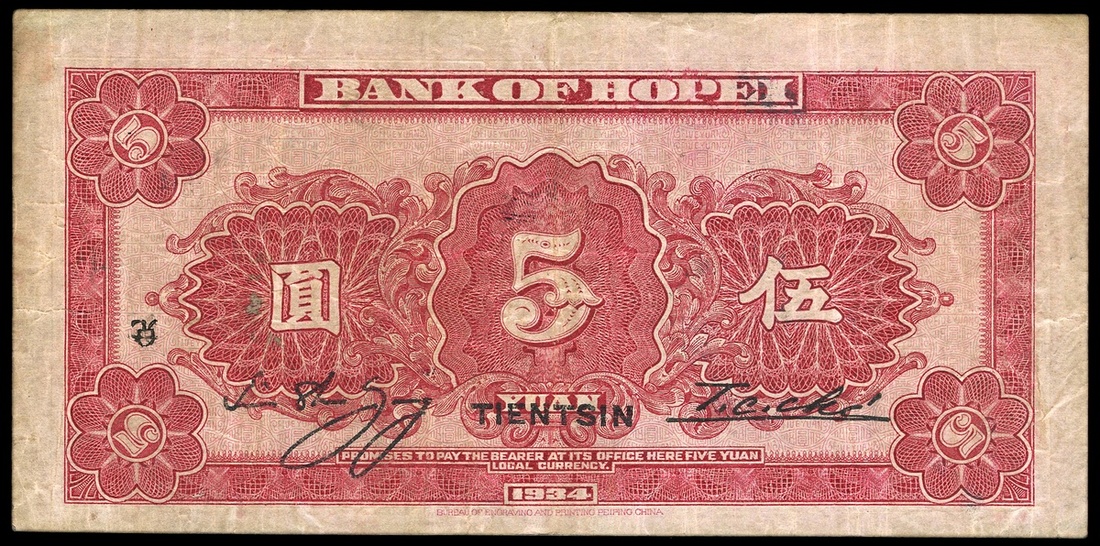 BANK OF HOPEI
5 5
圓 5 伍
YUAN
TIENTSIN
5 5
PROMISES TO PAY THE BEARER AT ITS OFFICE HERE FIVE YUAN
LOCAL CURRENCY.
1934
BUREAU OF ENGRAVING AND PRINTING PEIPING CHINA